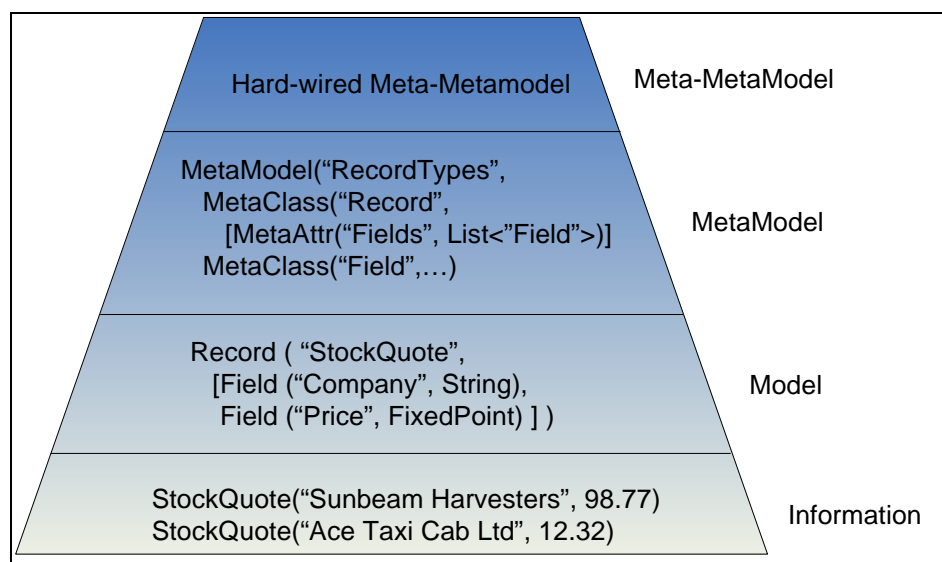 Hard-wired Meta-Metamodel
Meta-MetaModel
MetaModel(“RecordTypes”,
MetaClass(“Record”,
[MetaAttr(“Fields”, List<”Field”>)]
MetaClass(“Field”,…)
MetaModel
Record ( “StockQuote”,
[Field (“Company”, String),
Field (“Price”, FixedPoint) ] )
Model
StockQuote(“Sunbeam Harvesters”, 98.77)
StockQuote(“Ace Taxi Cab Ltd”, 12.32)
Information